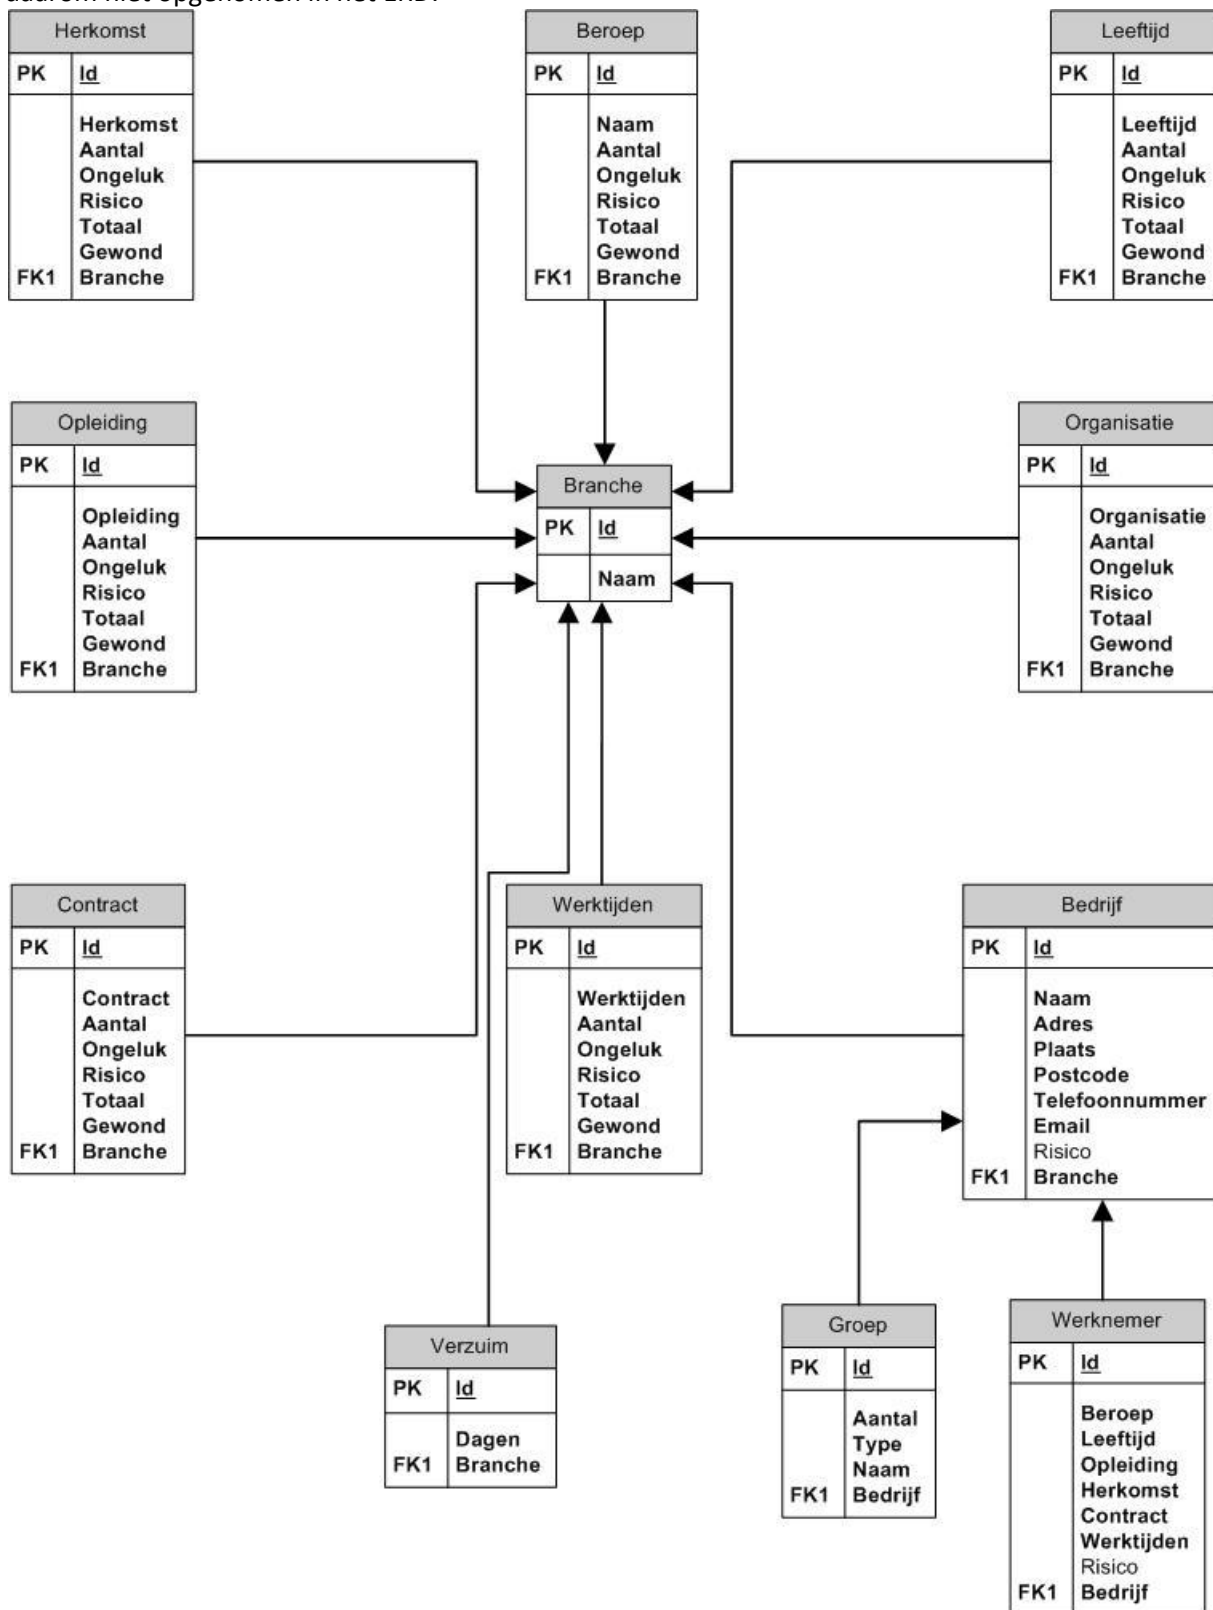 daarom niet opgenomen in het ERD.
Herkomst
PK Id
Herkomst
Aantal
Ongeluk
Risico
Totaal
Gewond
FK1 Branche
Beroep
PK Id
Naam
Aantal
Ongeluk
Risico
Totaal
Gewond
FK1 Branche
Leeftijd
PK Id
Leeftijd
Aantal
Ongeluk
Risico
Totaal
Gewond
FK1 Branche
Opleiding
PK Id
Opleiding
Aantal
Ongeluk
Risico
Totaal
Gewond
FK1 Branche
Branche
PK Id
Naam
Organisatie
PK Id
Organisatie
Aantal
Ongeluk
Risico
Totaal
Gewond
FK1 Branche
Contract
PK Id
Contract
Aantal
Ongeluk
Risico
Totaal
Gewond
FK1 Branche
Werktijden
PK Id
Werktijden
Aantal
Ongeluk
Risico
Totaal
Gewond
FK1 Branche
Bedrijf
PK Id
Naam
Adres
Plaats
Postcode
Telefoonnummer
Email
Risico
FK1 Branche
Verzuim
PK Id
Dagen
FK1 Branche
Groep
PK Id
Aantal
Type
Naam
FK1 Bedrijf
Werknemer
PK Id
Beroep
Leeftijd
Opleiding
Herkomst
Contract
Werktijden
Risico
FK1 Bedrijf